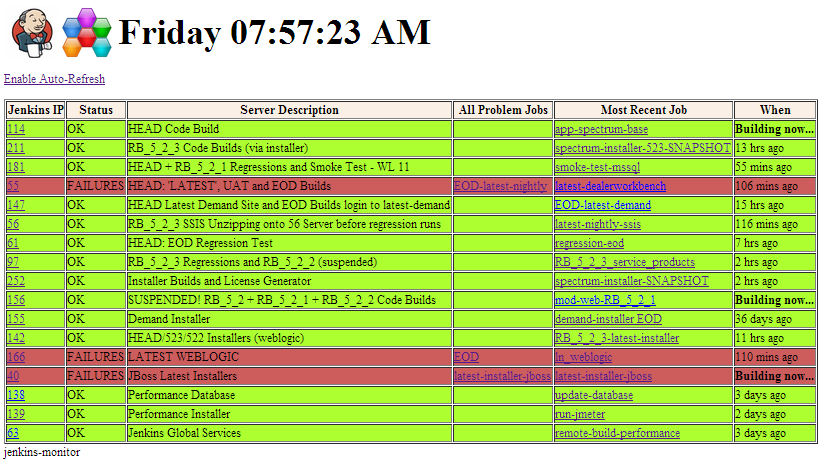 Friday 07:57:23 AM
Enable Auto-Refresh
Jenkins IP Status Server Description All Problem Jobs Most Recent Job When
114 OK HEAD Code Build app-spectrum-base Building now...
211 OK RB_5_2_3 Code Builds (via installer) spectrum-installer-523-SNAPSHOT 13 hrs ago
181 OK HEAD + RB_5_2_1 Regressions and Smoke Test - WL 11 smoke-test-mssql 55 mins ago
55 FAILURES HEAD: 'LATEST', UAT and EOD Builds EOD-latest-nightly latest-dealerworkbench 106 mins ago
147 OK HEAD Latest Demand Site and EOD Builds login to latest-demand EOD-latest-demand 15 hrs ago
56 OK RB_5_2_3 SSIS Unzipping onto 56 Server before regression runs latest-nightly-ssis 116 mins ago
61 OK HEAD: EOD Regression Test regression-eod 7 hrs ago
97 OK RB_5_2_3 Regressions and RB_5_2_2 (suspended) RB_5_2_3_service_products 2 hrs ago
252 OK Installer Builds and License Generator spectrum-installer-SNAPSHOT 2 hrs ago
156 OK SUSPENDED! RB_5_2 + RB_5_2_1 + RB_5_2_2 Code Builds mod-web-RB_5_2_1 Building now...
155 OK Demand Installer demand-installer EOD 36 days ago
142 OK HEAD/523/522 Installers (weblogic) RB_5_2_3-latest-installer 11 hrs ago
166 FAILURES LATEST WEBLOGIC EOD ln_weblogic 110 mins ago
40 FAILURES JBoss Latest Installers latest-installer-jboss latest-installer-jboss Building now...
138 OK Performance Database update-database 3 days ago
139 OK Performance Installer run-jmeter 2 days ago
63 OK Jenkins Global Services remote-build-performance 3 days ago
jenkins-monitor